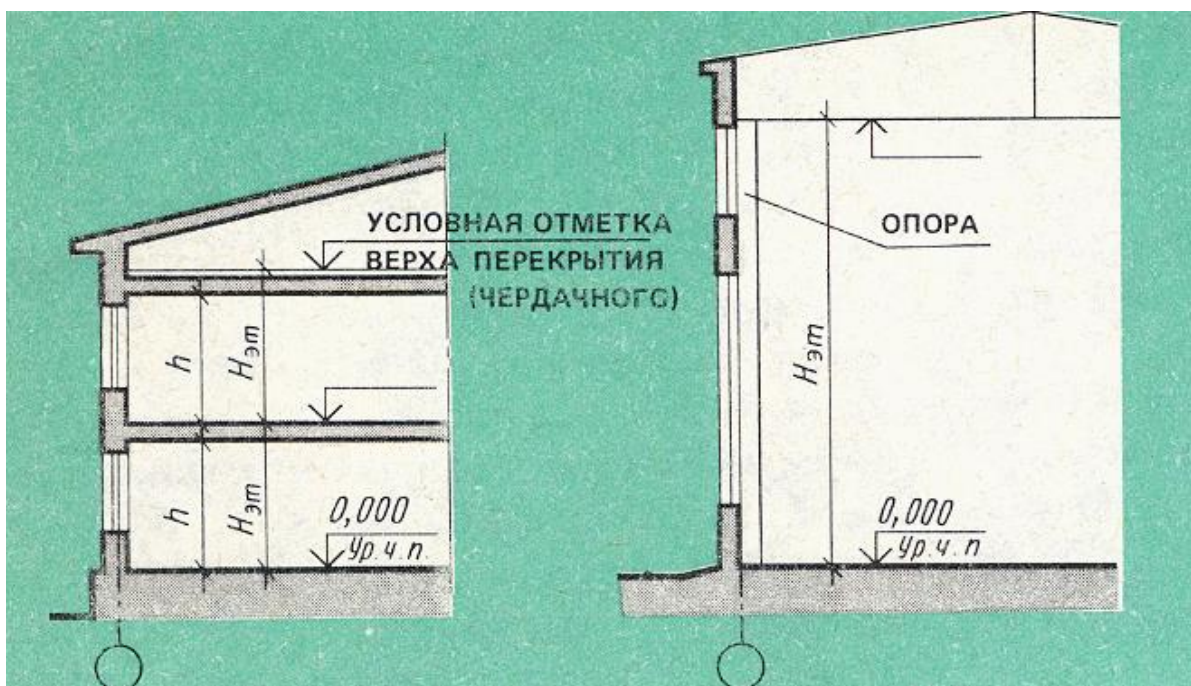 УСЛОВНАЯ ОТМЕТКА
ВЕРХА ПЕРЕКРЫТИЯ
(ЧЕРДАЧНОГО)
h
Hэт
h
Hэт
0,000
Ур.ч.п.
ОПОРА
Hэт
0,000
Ур.ч.п